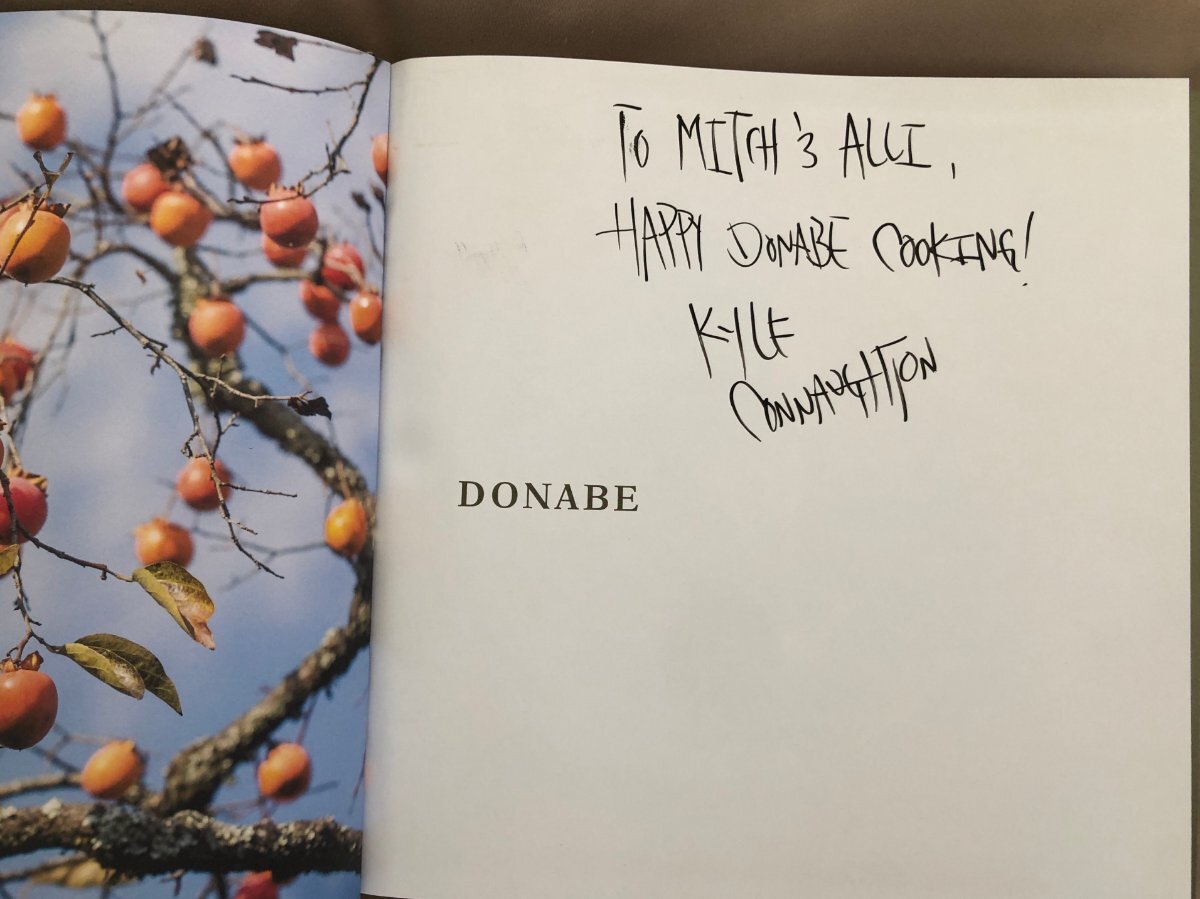 TO MITCH & ALLI,
HAPPY DONABE COOKING!
KYLE
CONNAUGHTON
DONABE